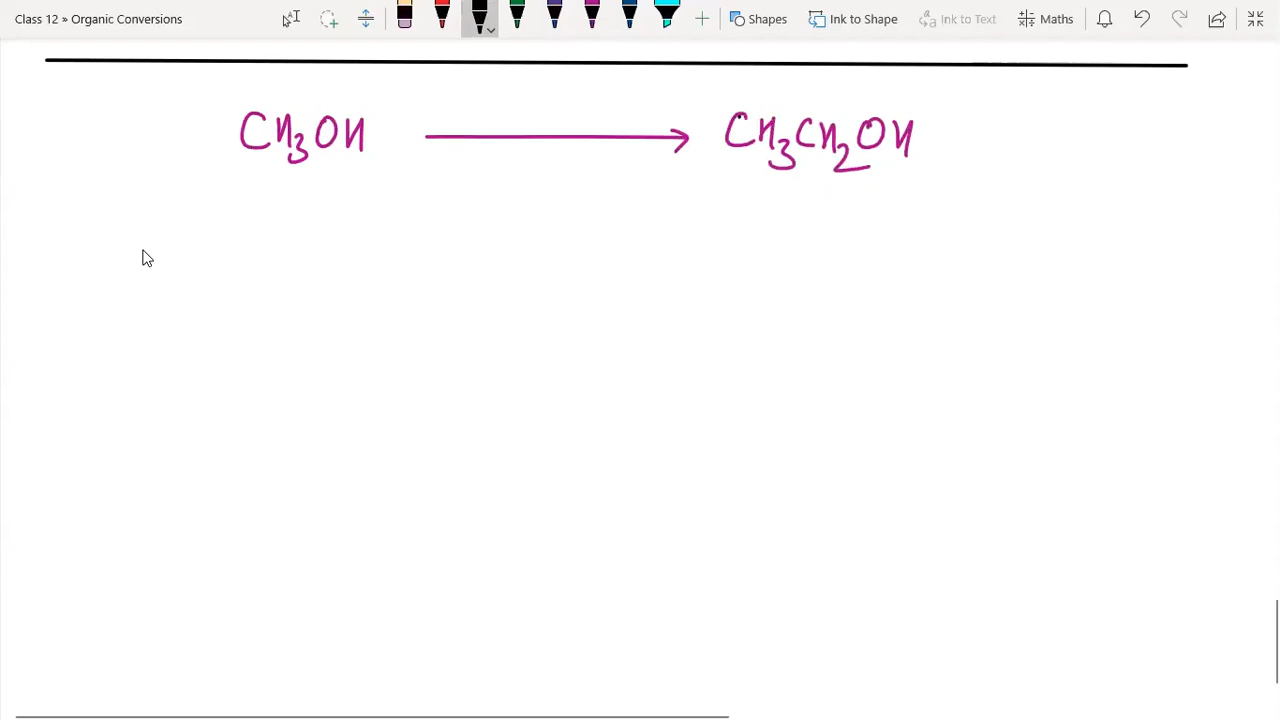 Class 12 » Organic Conversions
Shapes
Ink to Shape
Ink to Text
Maths
CH3OH ⟶ CH3CH2OH